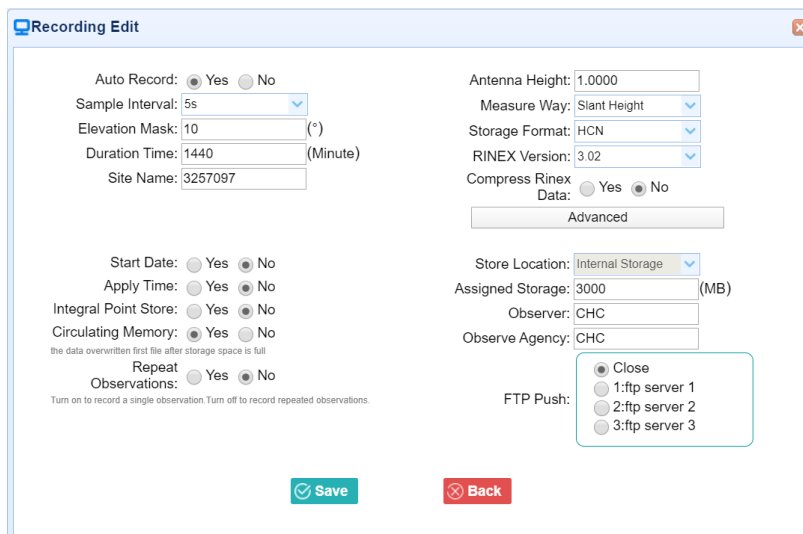 Recording Edit
Auto Record: Yes No
Sample Interval: 5s
Elevation Mask: 10 (°)
Duration Time: 1440 (Minute)
Site Name: 3257097
Antenna Height: 1.0000
Measure Way: Slant Height
Storage Format: HCN
RINEX Version: 3.02
Compress Rinex
Data: Yes No
Advanced
Start Date: Yes No
Apply Time: Yes No
Integral Point Store: Yes No
Circulating Memory: Yes No
the data overwritten first file after storage space is full
Repeat
Observations: Yes No
Turn on to record a single observation.Turn off to record repeated observations.
Store Location: Internal Storage
Assigned Storage: 3000 (MB)
Observer: CHC
Observe Agency: CHC
FTP Push:
Close
1:ftp server 1
2:ftp server 2
3:ftp server 3
Save
Back